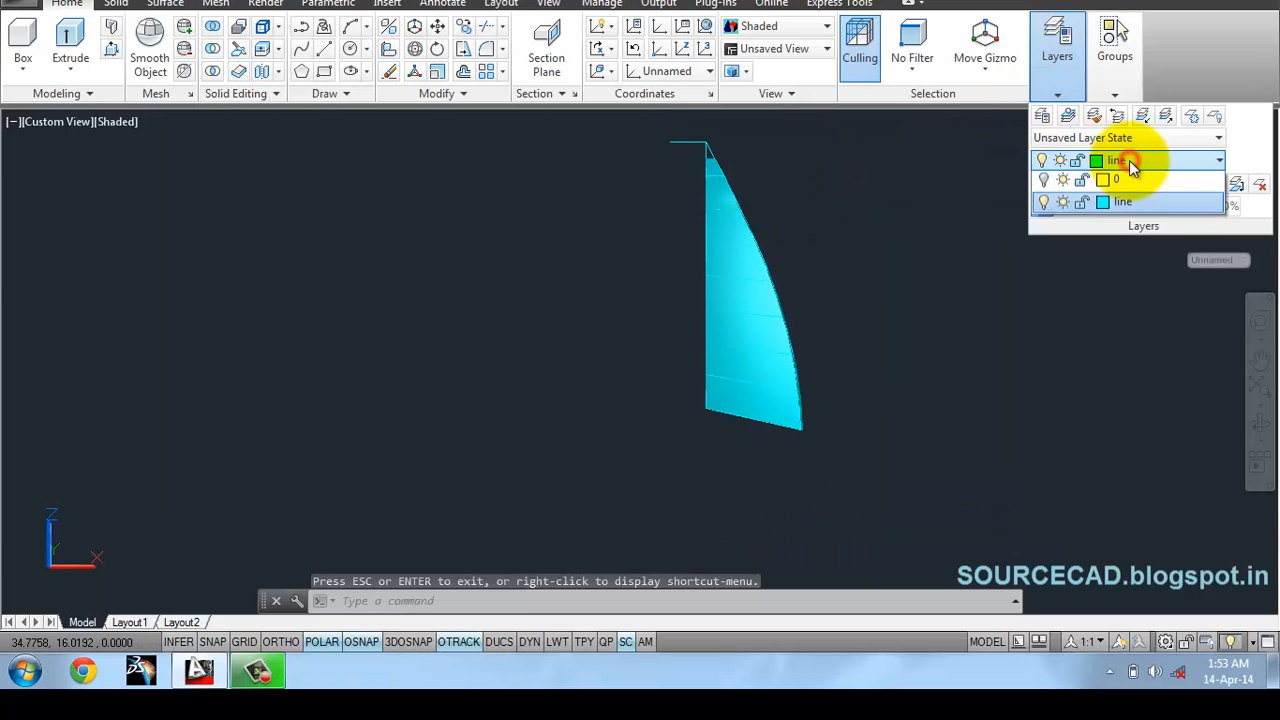 Home Solid Surface Mesh Render Parametric Insert Annotate Layout View Manage Output Plug-ins Online Express Tools
Box Extrude Smooth Object Section Plane Shaded Unsaved View Unnamed Culling No Filter Move Gizmo Layers Groups
Modeling Mesh Solid Editing Draw Modify Section Coordinates View Selection
[−][Custom View][Shaded]
Unsaved Layer State
line
0
line
%
Layers
Unnamed
Z
Y
X
SOURCECAD.blogspot.in
Press ESC or ENTER to exit, or right-click to display shortcut-menu.
Type a command
Model Layout1 Layout2
34.7758, 16.0192, 0.0000 INFER SNAP GRID ORTHO POLAR OSNAP 3DOSNAP OTRACK DUCS DYN LWT TPY QP SC AM MODEL 1:1
1:53 AM
14-Apr-14